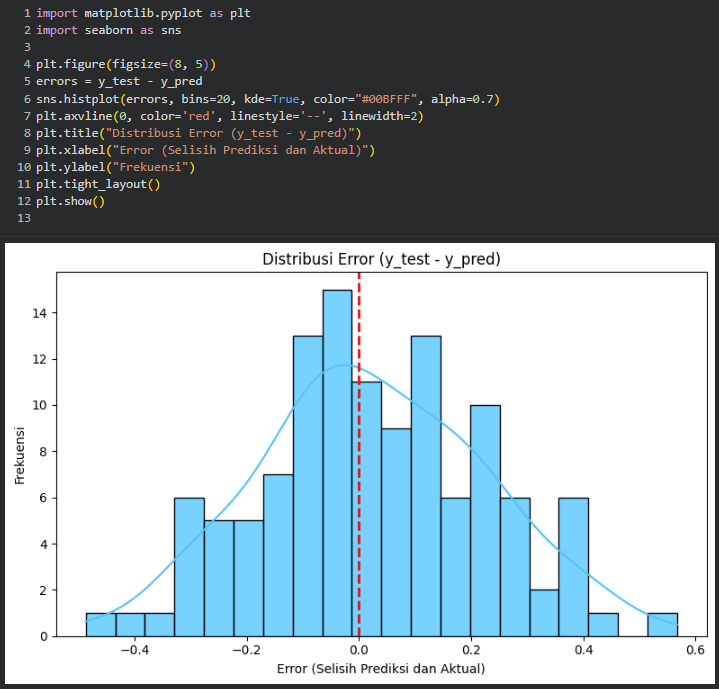 1 import matplotlib.pyplot as plt
2 import seaborn as sns
3
4 plt.figure(figsize=(8, 5))
5 errors = y_test - y_pred
6 sns.histplot(errors, bins=20, kde=True, color="#00BFFF", alpha=0.7)
7 plt.axvline(0, color='red', linestyle='--', linewidth=2)
8 plt.title("Distribusi Error (y_test - y_pred)")
9 plt.xlabel("Error (Selisih Prediksi dan Aktual)")
10 plt.ylabel("Frekuensi")
11 plt.tight_layout()
12 plt.show()
13
Distribusi Error (y_test - y_pred)
14
12
10
8
6
4
2
0
Frekuensi
−0.4 −0.2 0.0 0.2 0.4 0.6
Error (Selisih Prediksi dan Aktual)